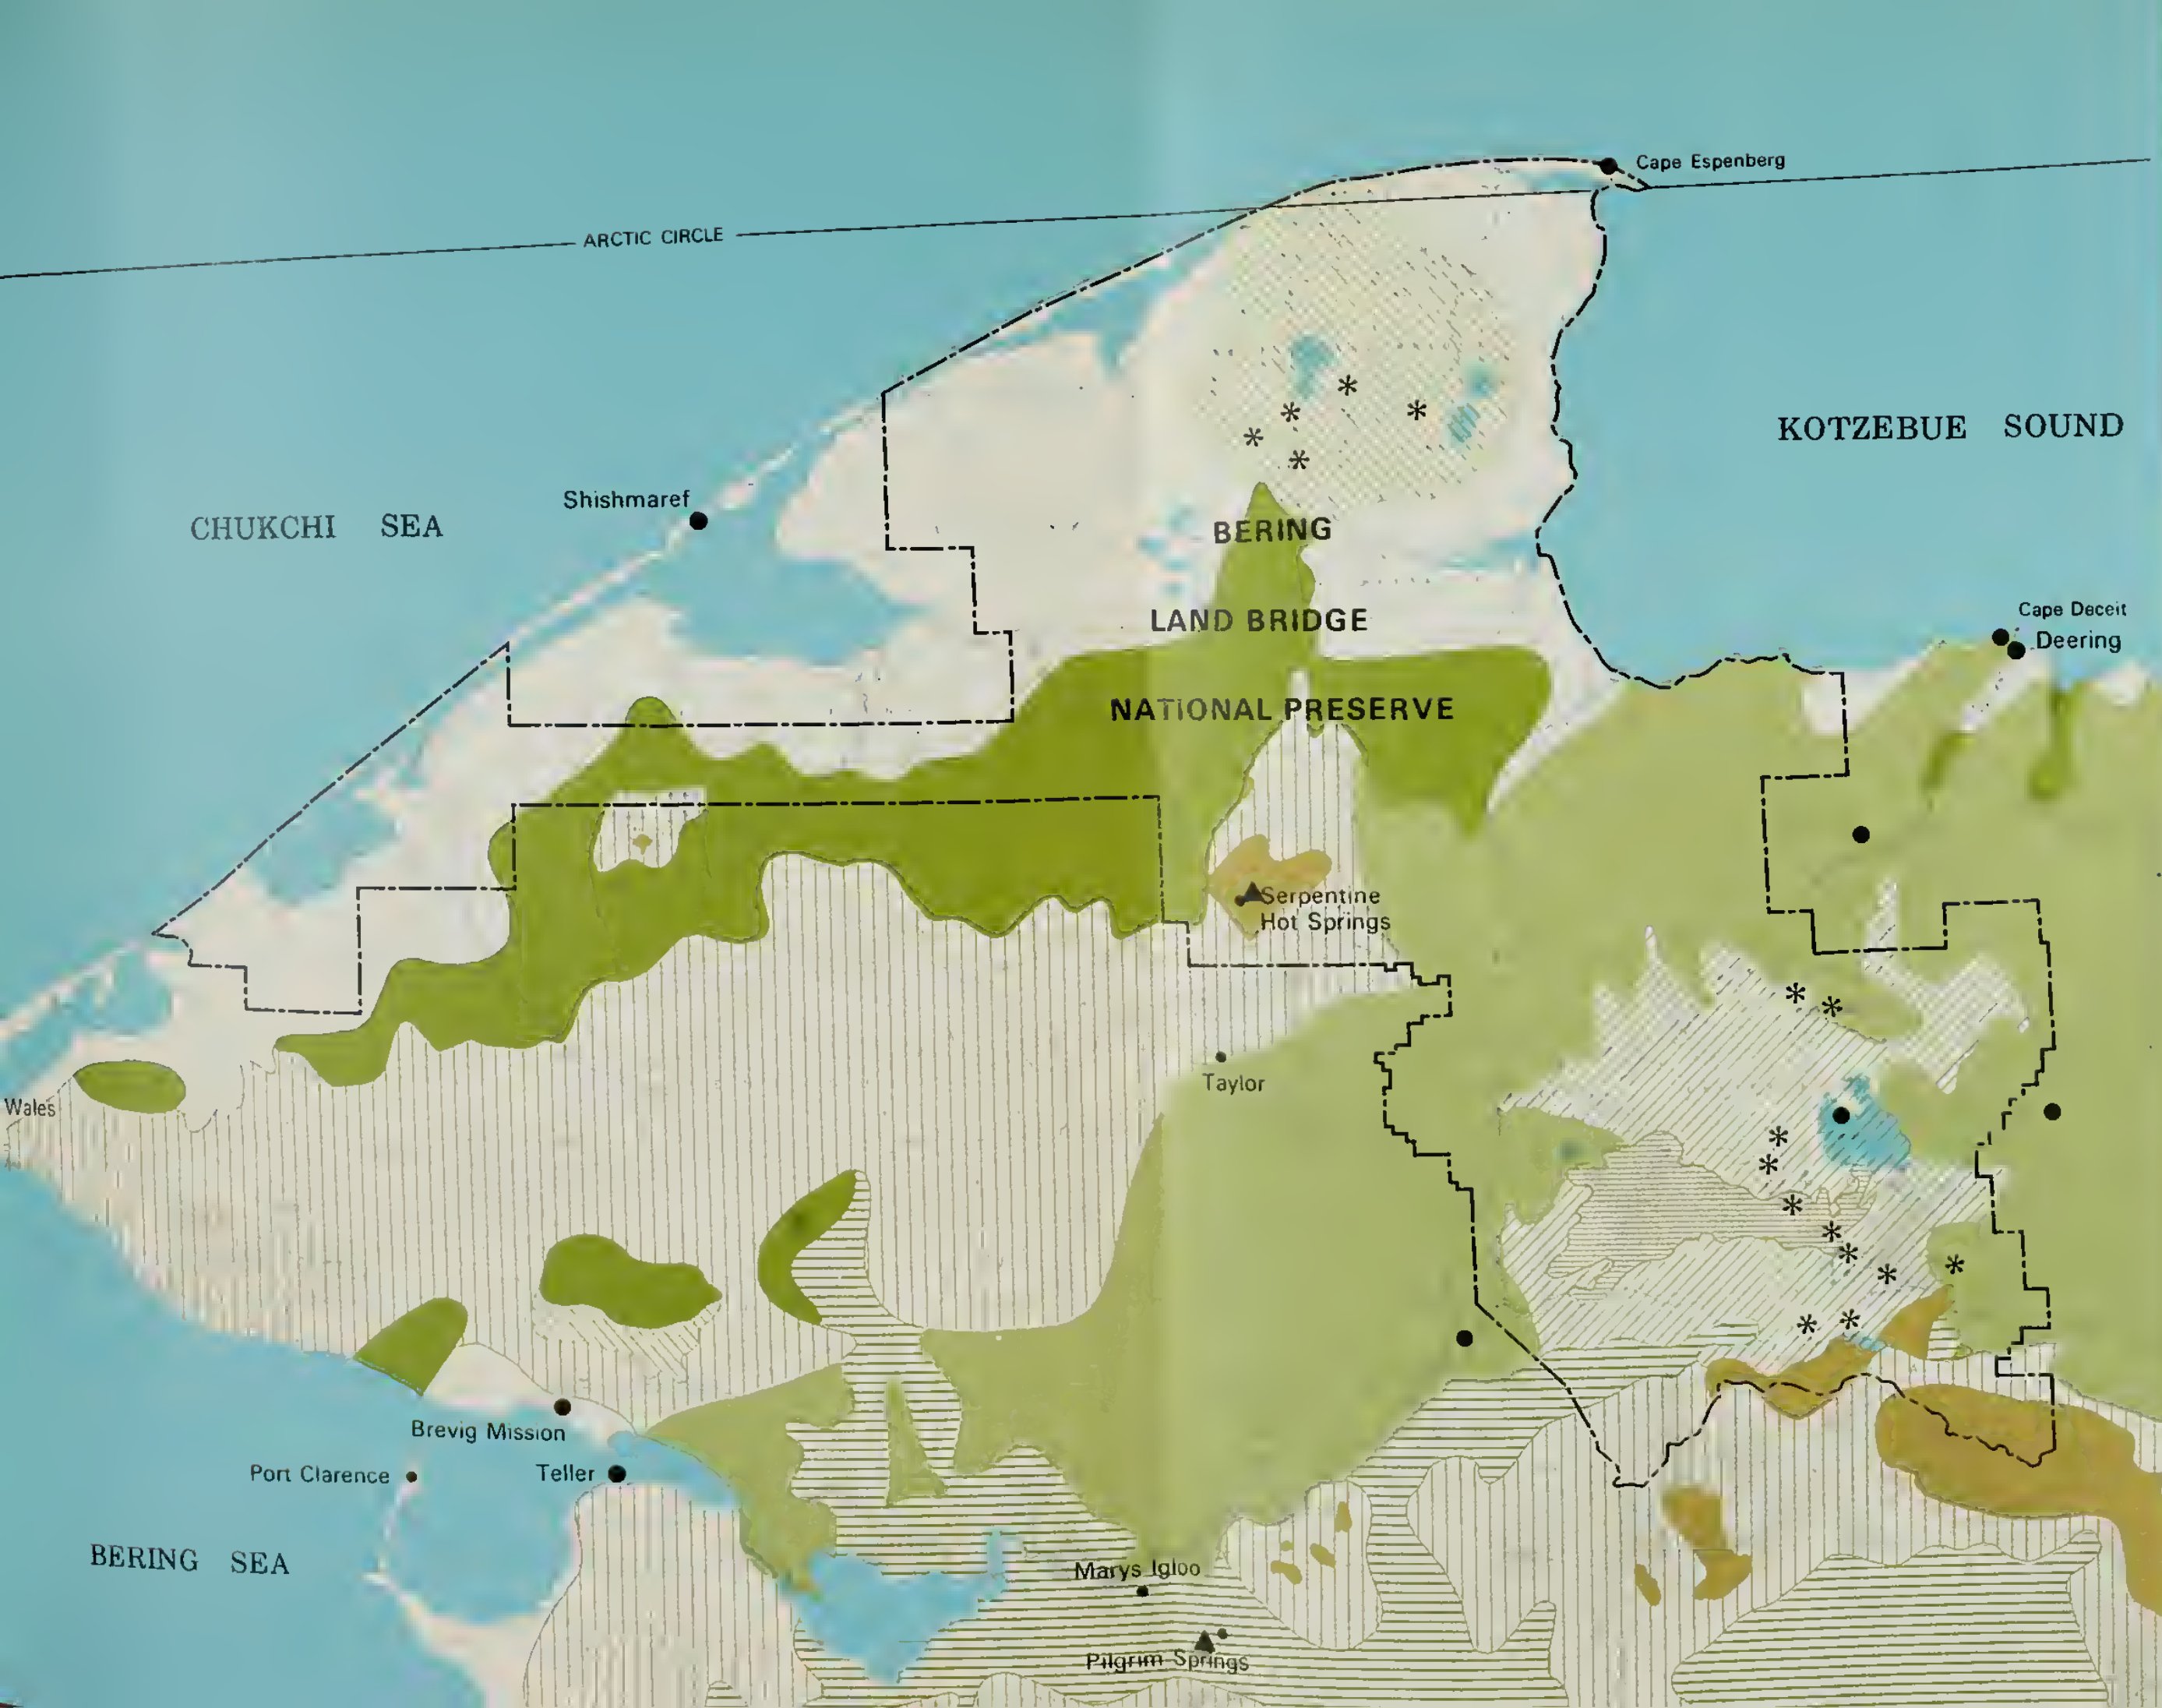 Cape Espenberg
ARCTIC CIRCLE
KOTZEBUE SOUND
Shishmaref
CHUKCHI SEA
BERING
LAND BRIDGE
NATIONAL PRESERVE
Cape Deceit
Deering
Serpentine
Hot Springs
Taylor
Wales
Brevig Mission
Port Clarence
Teller
BERING SEA
Marys Igloo
Pilgrim Springs